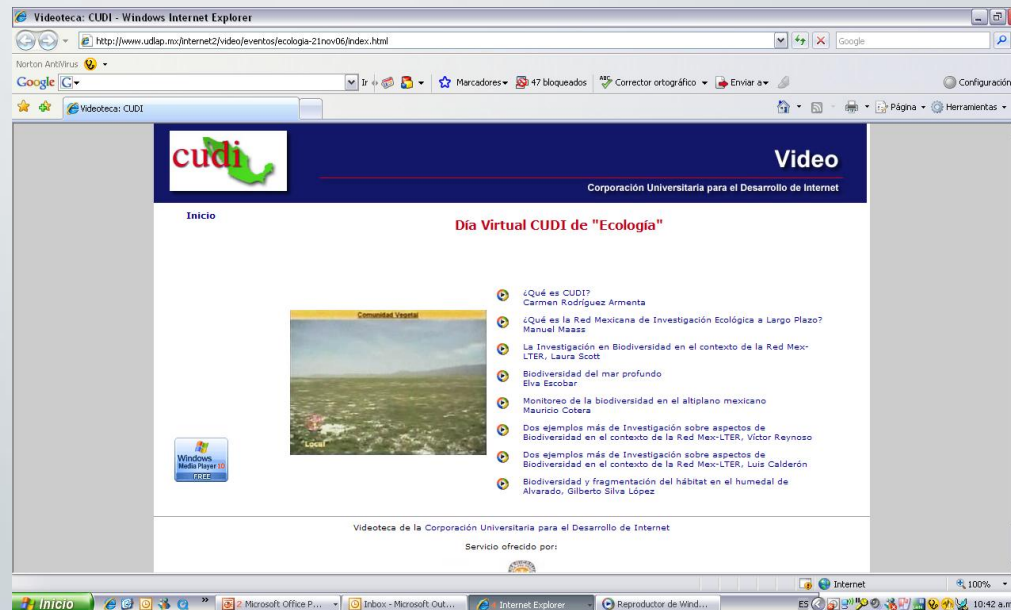 Videoteca: CUDI - Windows Internet Explorer
http://www.udlap.mx/internet2/video/eventos/ecologia-21nov06/index.html
Google
Norton AntiVirus
Google
G
Ir
Marcadores
47 bloqueados
Corrector ortográfico
Enviar a
Configuración
Videoteca: CUDI
Página
Herramientas
cudi
Video
Corporación Universitaria para el Desarrollo de Internet
Inicio
Día Virtual CUDI de "Ecología"
¿Qué es CUDI?
Carmen Rodríguez Armenta
Comunidad Vegetal
¿Qué es la Red Mexicana de Investigación Ecológica a Largo Plazo?
Manuel Maass
La Investigación en Biodiversidad en el contexto de la Red Mex-
LTER, Laura Scott
Biodiversidad del mar profundo
Elva Escobar
Monitoreo de la biodiversidad en el altiplano mexicano
Mauricio Cotera
Dos ejemplos más de Investigación sobre aspectos de
Biodiversidad en el contexto de la Red Mex-LTER, Víctor Reynoso
Local
Dos ejemplos más de Investigación sobre aspectos de
Biodiversidad en el contexto de la Red Mex-LTER, Luis Calderón
Windows
Media Player 10
FREE
Biodiversidad y fragmentación del hábitat en el humedal de
Alvarado, Gilberto Silva López
Videoteca de la Corporación Universitaria para el Desarrollo de Internet
Servicio ofrecido por:
Internet
100%
Inicio
2 Microsoft Office P...
Inbox - Microsoft Out...
Internet Explorer
Reproductor de Wind...
ES
10:42 a.m.